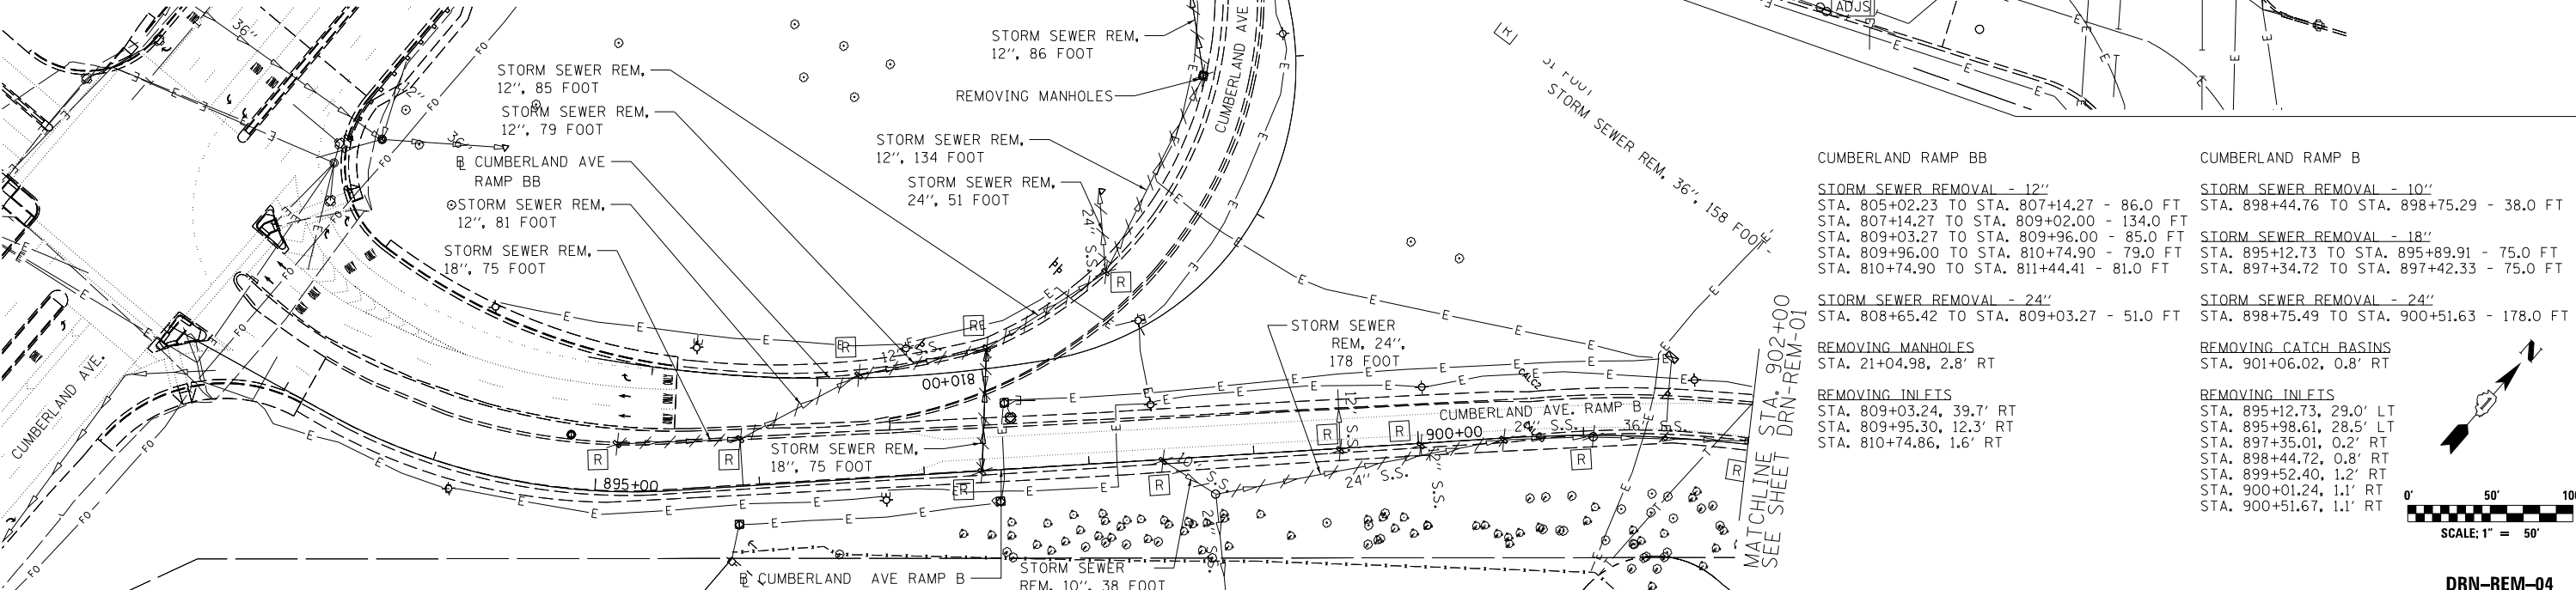 36"
12"
36"
STORM SEWER REM,
12", 85 FOOT
STORM SEWER REM,
12", 79 FOOT
℄ CUMBERLAND AVE
RAMP BB
STORM SEWER REM,
12", 81 FOOT
STORM SEWER REM,
18", 75 FOOT
STORM SEWER REM,
12", 86 FOOT
REMOVING MANHOLES
CUMBERLAND AVE
STORM SEWER REM,
12", 134 FOOT
STORM SEWER REM,
24", 51 FOOT
24" S.S.
STORM SEWER REM, 36", 158 FOOT
ADJS
CUMBERLAND AVE.
12" S.S.
810+00
STORM SEWER
REM, 24",
178 FOOT
CUMBERLAND AVE. RAMP B
12" S.S.
900+00
24" S.S.
36" S.S.
24" S.S.
12" S.S.
895+00
STORM SEWER REM,
18", 75 FOOT
10" S.S.
24" S.S.
℄ CUMBERLAND AVE RAMP B
STORM SEWER
REM, 10", 38 FOOT
MATCHLINE STA. 902+00
SEE SHEET DRN-REM-01
CUMBERLAND RAMP BB
STORM SEWER REMOVAL - 12"
STA. 805+02.23 TO STA. 807+14.27 - 86.0 FT
STA. 807+14.27 TO STA. 809+02.00 - 134.0 FT
STA. 809+03.27 TO STA. 809+96.00 - 85.0 FT
STA. 809+96.00 TO STA. 810+74.90 - 79.0 FT
STA. 810+74.90 TO STA. 811+44.41 - 81.0 FT
STORM SEWER REMOVAL - 24"
STA. 808+65.42 TO STA. 809+03.27 - 51.0 FT
REMOVING MANHOLES
STA. 21+04.98, 2.8' RT
REMOVING INLETS
STA. 809+03.24, 39.7' RT
STA. 809+95.30, 12.3' RT
STA. 810+74.86, 1.6' RT
CUMBERLAND RAMP B
STORM SEWER REMOVAL - 10"
STA. 898+44.76 TO STA. 898+75.29 - 38.0 FT
STORM SEWER REMOVAL - 18"
STA. 895+12.73 TO STA. 895+89.91 - 75.0 FT
STA. 897+34.72 TO STA. 897+42.33 - 75.0 FT
STORM SEWER REMOVAL - 24"
STA. 898+75.49 TO STA. 900+51.63 - 178.0 FT
REMOVING CATCH BASINS
STA. 901+06.02, 0.8' RT
REMOVING INLETS
STA. 895+12.73, 29.0' LT
STA. 895+98.61, 28.5' LT
STA. 897+35.01, 0.2' RT
STA. 898+44.72, 0.8' RT
STA. 899+52.40, 1.2' RT
STA. 900+01.24, 1.1' RT
STA. 900+51.67, 1.1' RT
N
0' 50' 100
SCALE; 1" = 50'
DRN–REM–04